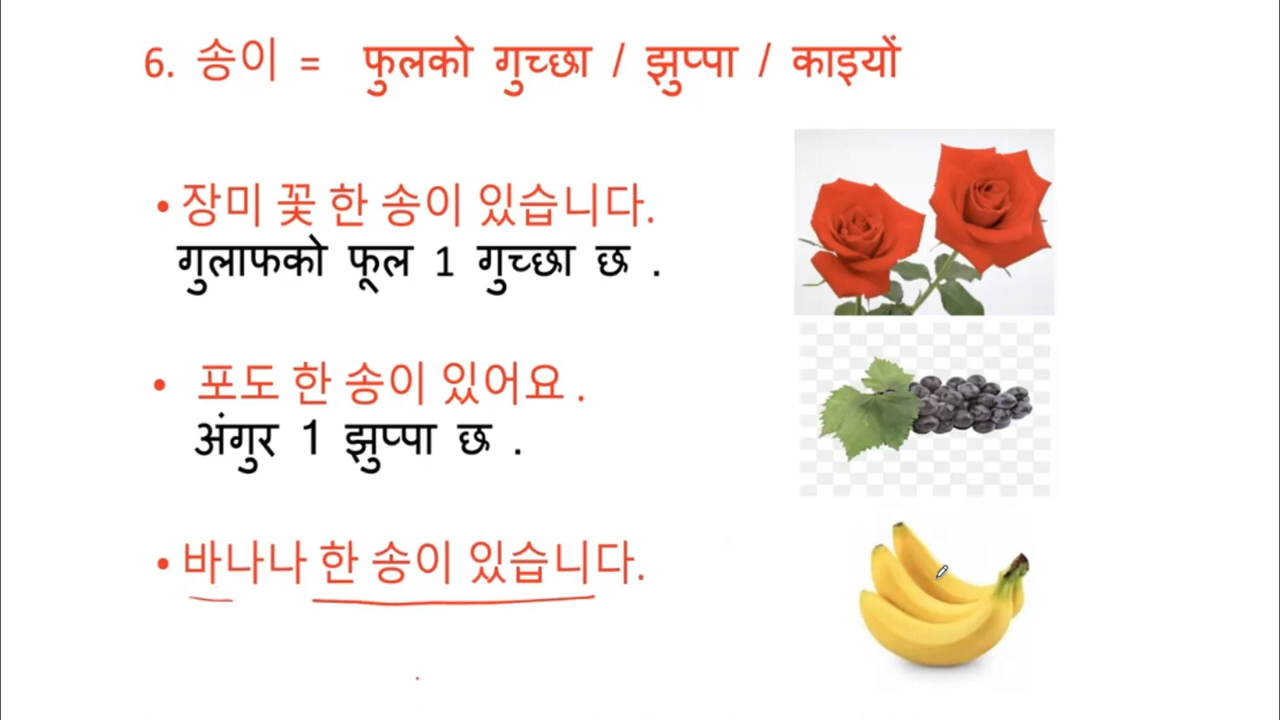 6. 송이 = फुलको गुच्छा / झुप्पा / काइयों
• 장미 꽃 한 송이 있습니다.
गुलाफको फूल 1 गुच्छा छ .
• 포도 한 송이 있어요 .
अंगुर 1 झुप्पा छ .
• 바나나 한 송이 있습니다.